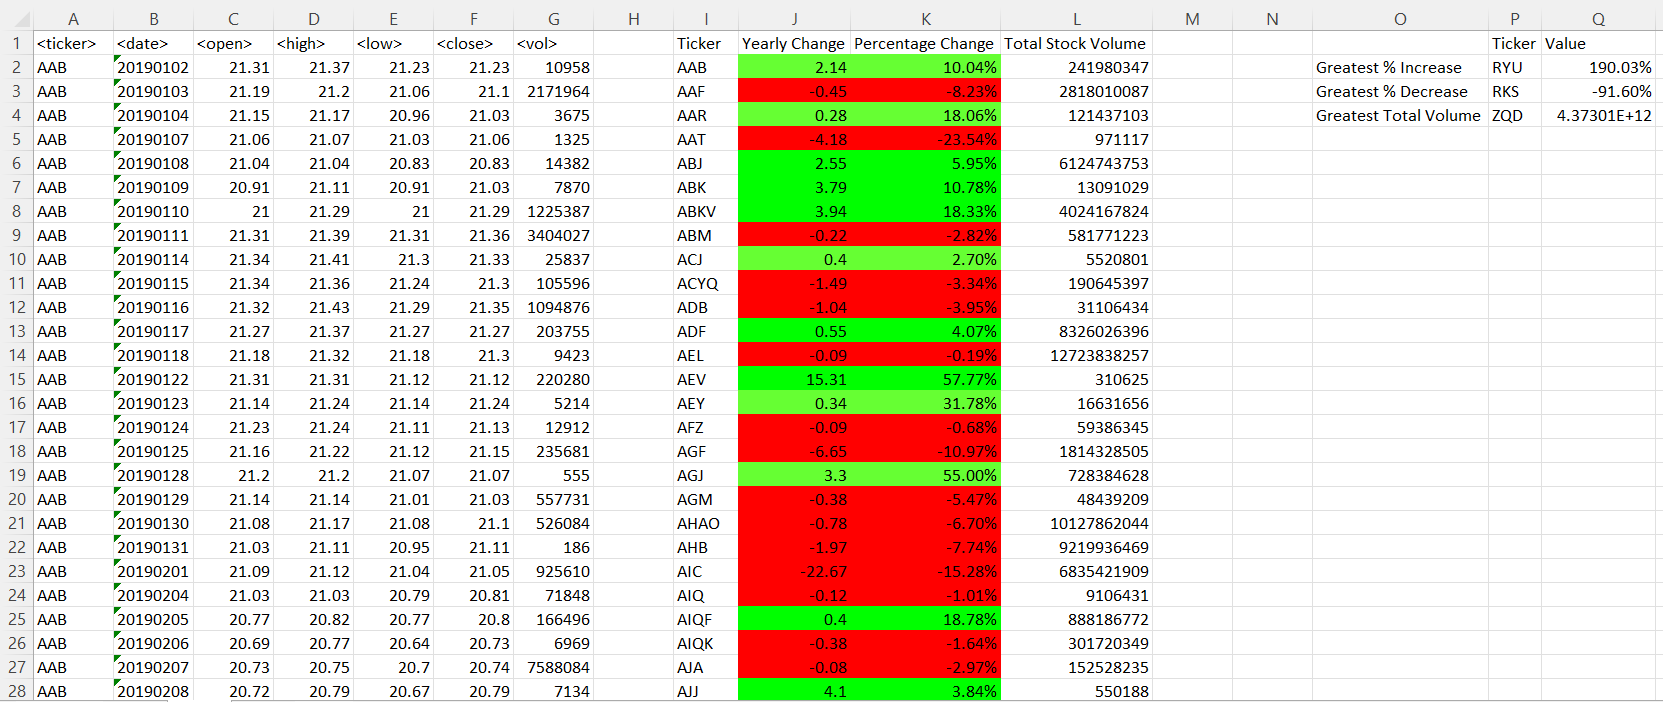 A B C D E F G H I J K L M N O P Q
1 <ticker> <date> <open> <high> <low> <close> <vol> Ticker Yearly Change Percentage Change Total Stock Volume Ticker Value
2 AAB 20190102 21.31 21.37 21.23 21.23 10958 AAB 2.14 10.04% 241980347 Greatest % Increase RYU 190.03%
3 AAB 20190103 21.19 21.2 21.06 21.1 2171964 AAF -0.45 -8.23% 2818010087 Greatest % Decrease RKS -91.60%
4 AAB 20190104 21.15 21.17 20.96 21.03 3675 AAR 0.28 18.06% 121437103 Greatest Total Volume ZQD 4.37301E+12
5 AAB 20190107 21.06 21.07 21.03 21.06 1325 AAT -4.18 -23.54% 971117
6 AAB 20190108 21.04 21.04 20.83 20.83 14382 ABJ 2.55 5.95% 6124743753
7 AAB 20190109 20.91 21.11 20.91 21.03 7870 ABK 3.79 10.78% 13091029
8 AAB 20190110 21 21.29 21 21.29 1225387 ABKV 3.94 18.33% 4024167824
9 AAB 20190111 21.31 21.39 21.31 21.36 3404027 ABM -0.22 -2.82% 581771223
10 AAB 20190114 21.34 21.41 21.3 21.33 25837 ACJ 0.4 2.70% 5520801
11 AAB 20190115 21.34 21.36 21.24 21.3 105596 ACYQ -1.49 -3.34% 190645397
12 AAB 20190116 21.32 21.43 21.29 21.35 1094876 ADB -1.04 -3.95% 31106434
13 AAB 20190117 21.27 21.37 21.27 21.27 203755 ADF 0.55 4.07% 8326026396
14 AAB 20190118 21.18 21.32 21.18 21.3 9423 AEL -0.09 -0.19% 12723838257
15 AAB 20190122 21.31 21.31 21.12 21.12 220280 AEV 15.31 57.77% 310625
16 AAB 20190123 21.14 21.24 21.14 21.24 5214 AEY 0.34 31.78% 16631656
17 AAB 20190124 21.23 21.24 21.11 21.13 12912 AFZ -0.09 -0.68% 59386345
18 AAB 20190125 21.16 21.22 21.12 21.15 235681 AGF -6.65 -10.97% 1814328505
19 AAB 20190128 21.2 21.2 21.07 21.07 555 AGJ 3.3 55.00% 728384628
20 AAB 20190129 21.14 21.14 21.01 21.03 557731 AGM -0.38 -5.47% 48439209
21 AAB 20190130 21.08 21.17 21.08 21.1 526084 AHAO -0.78 -6.70% 10127862044
22 AAB 20190131 21.03 21.11 20.95 21.11 186 AHB -1.97 -7.74% 9219936469
23 AAB 20190201 21.09 21.12 21.04 21.05 925610 AIC -22.67 -15.28% 6835421909
24 AAB 20190204 21.03 21.03 20.79 20.81 71848 AIQ -0.12 -1.01% 9106431
25 AAB 20190205 20.77 20.82 20.77 20.8 166496 AIQF 0.4 18.78% 888186772
26 AAB 20190206 20.69 20.77 20.64 20.73 6969 AIQK -0.38 -1.64% 301720349
27 AAB 20190207 20.73 20.75 20.7 20.74 7588084 AJA -0.08 -2.97% 152528235
28 AAB 20190208 20.72 20.79 20.67 20.79 7134 AJJ 4.1 3.84% 550188